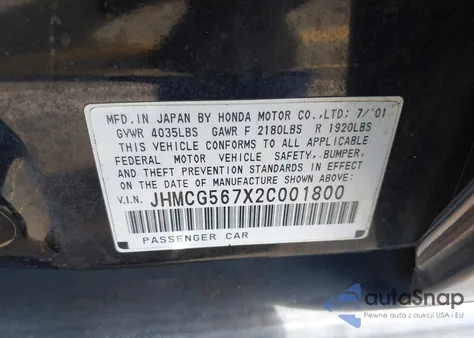 MFD. IN JAPAN BY HONDA MOTOR CO.,LTD; 7/'01
GVWR 4035LBS GAWR F 2180LBS R 1920LBS
THIS VEHICLE CONFORMS TO ALL APPLICABLE
FEDERAL MOTOR VEHICLE SAFETY, BUMPER,
AND THEFT PREVENTION STANDARDS IN EFFECT
ON THE DATE OF MANUFACTURE SHOWN ABOVE.
V.I.N. JHMCG567X2C001800
PASSENGER CAR
autoSnap
Pewne auta z aukcji USA i EU